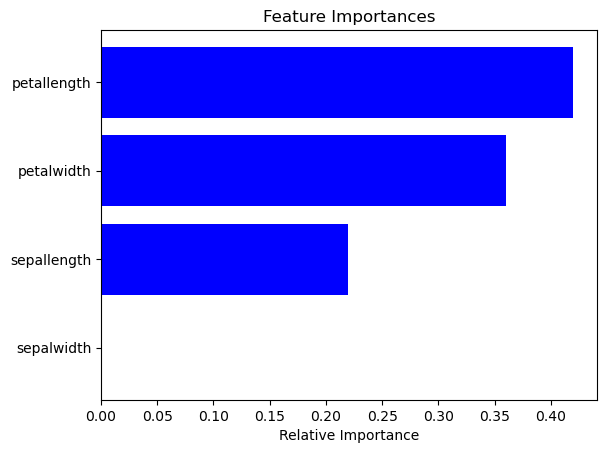 Feature Importances
petallength
petalwidth
sepallength
sepalwidth
0.00 0.05 0.10 0.15 0.20 0.25 0.30 0.35 0.40
Relative Importance